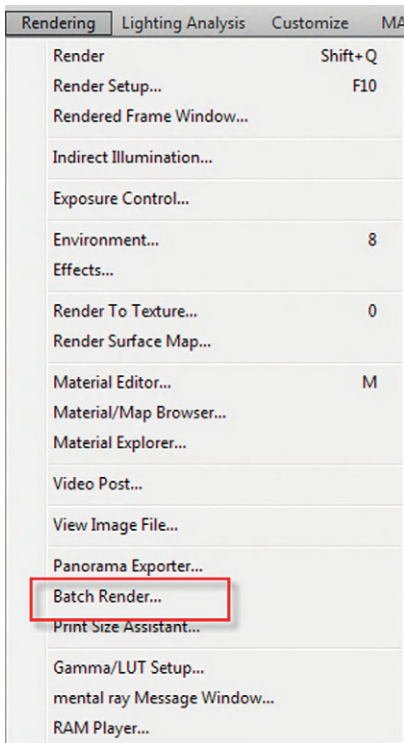 Rendering Lighting Analysis Customize MA
Render Shift+Q
Render Setup... F10
Rendered Frame Window...
Indirect Illumination...
Exposure Control...
Environment... 8
Effects...
Render To Texture... 0
Render Surface Map...
Material Editor... M
Material/Map Browser...
Material Explorer...
Video Post...
View Image File...
Panorama Exporter...
Batch Render...
Print Size Assistant...
Gamma/LUT Setup...
mental ray Message Window...
RAM Player...